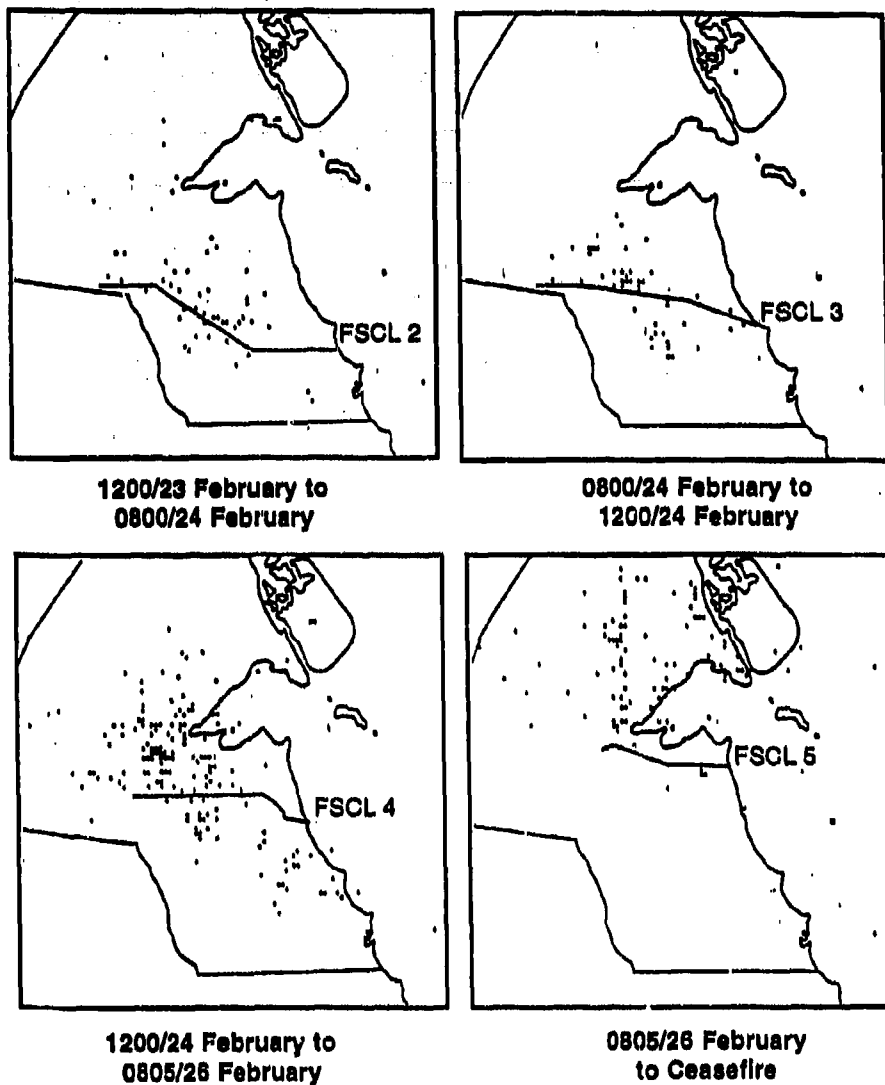 FSCL 2
FSCL 3
1200/23 February to
0800/24 February
0800/24 February to
1200/24 February
FSCL 4
FSCL 5
1200/24 February to
0805/26 February
0805/26 February
to Ceasefire